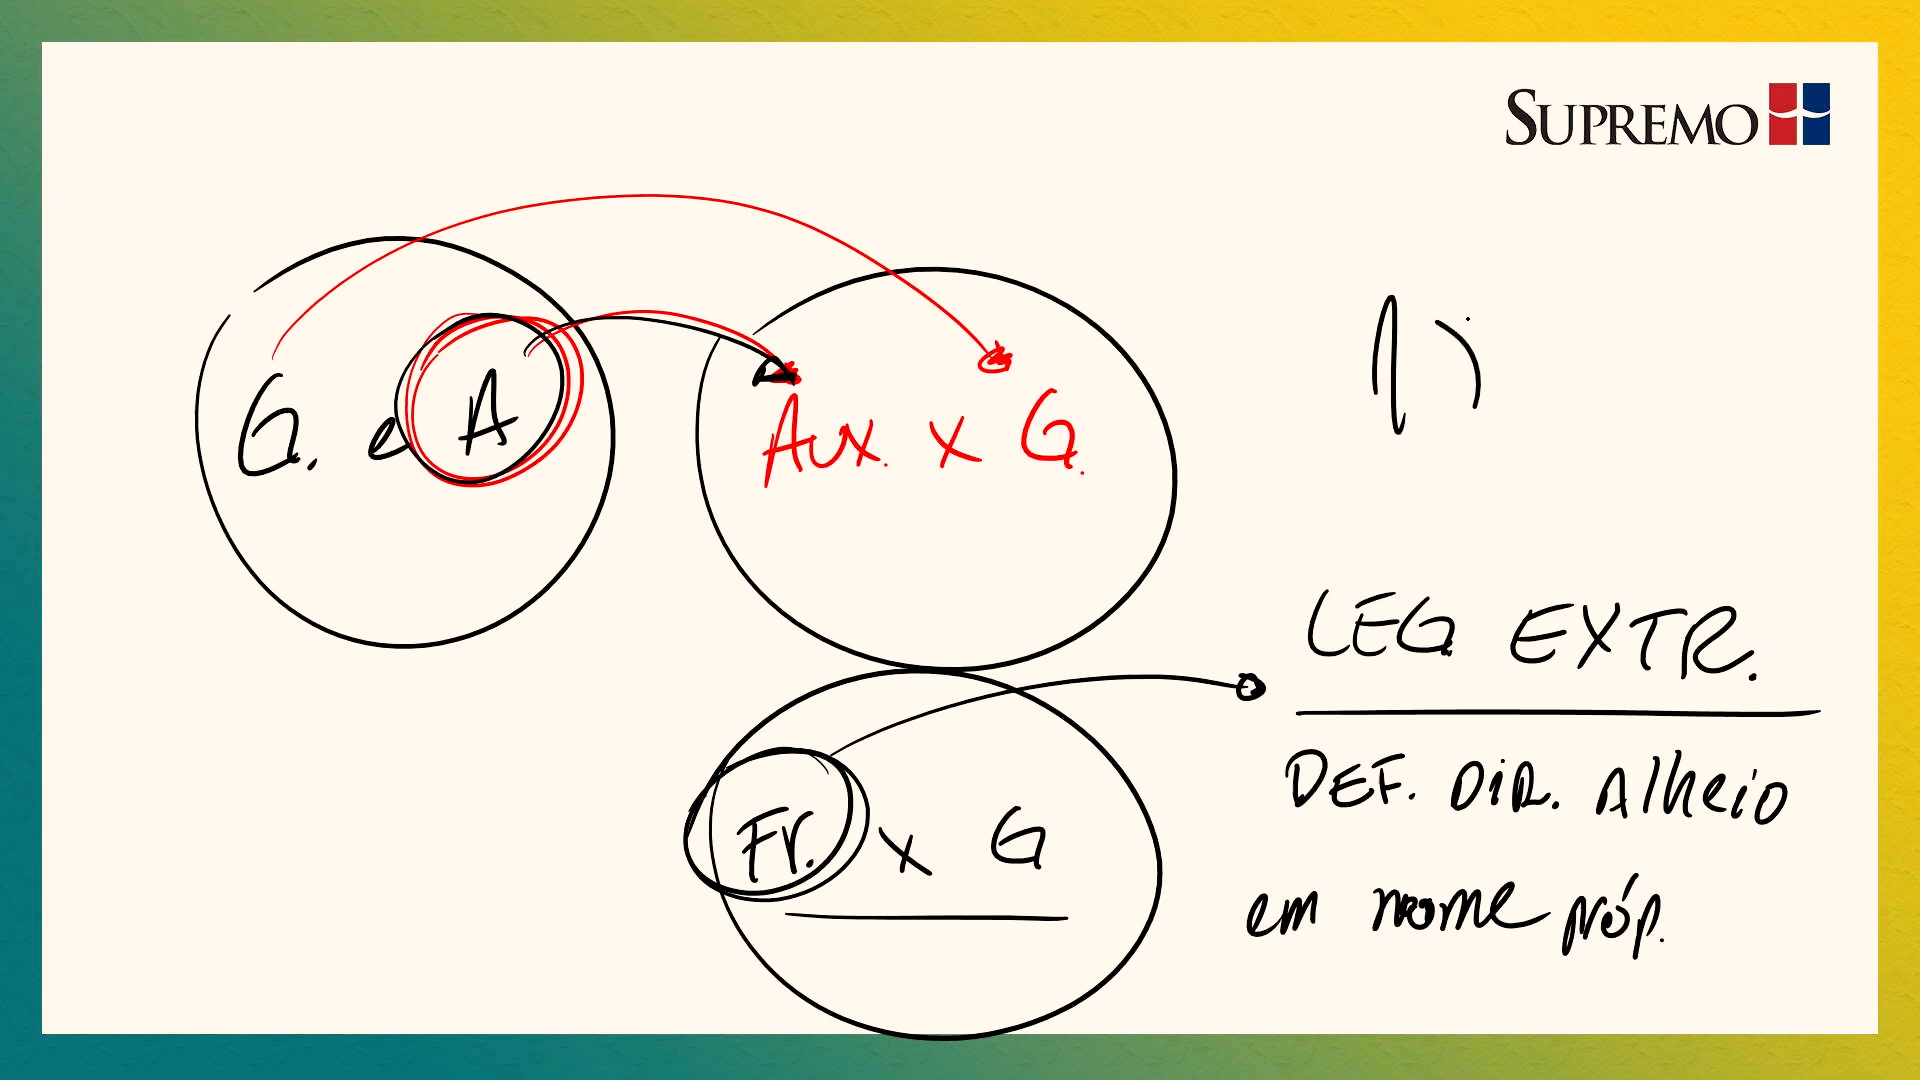 SUPREMO
G. e A
Aux. x G.
1)
LEG EXTR.
DEF. DIR. Alheio
Fr. x G
em nome próp.